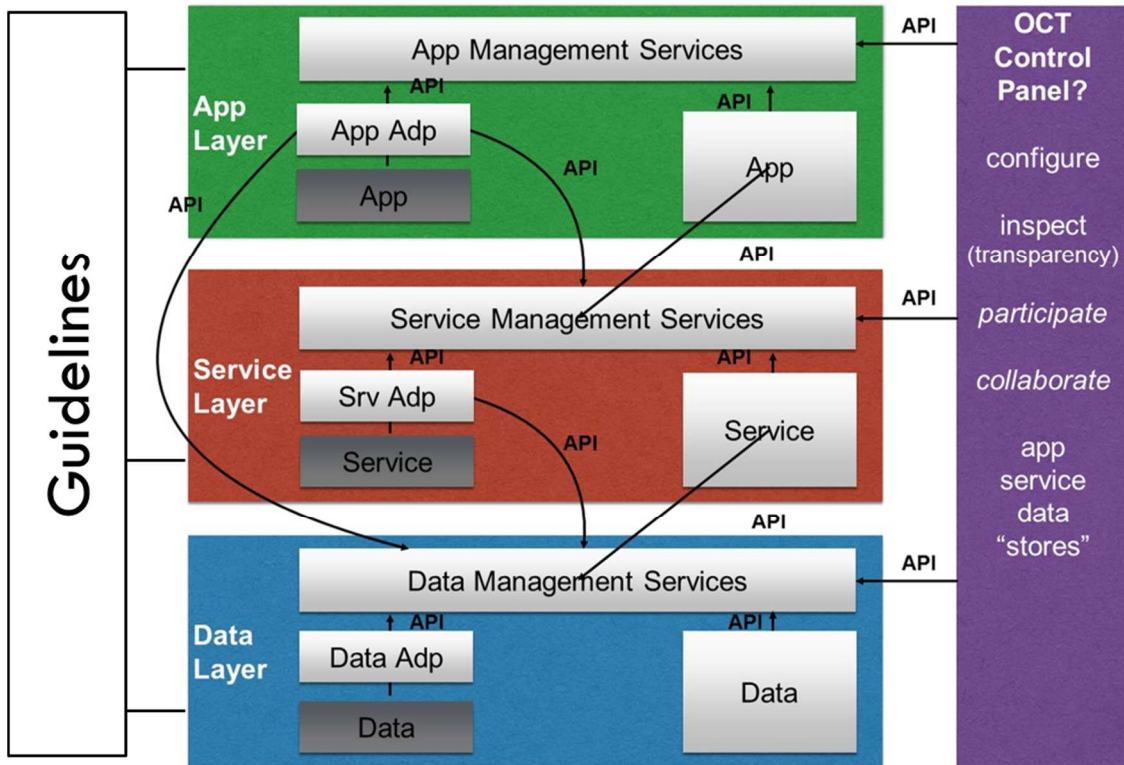 Guidelines
App Management Services
API
API
App
Layer
App Adp
App
API
API
App
API
API
Service Management Services
API
API
Service
Layer
Srv Adp
Service
API
Service
API
API
Data Management Services
API
API
Data
Layer
Data Adp
Data
Data
API
OCT
Control
Panel?
configure
inspect
(transparency)
participate
collaborate
app
service
data
“stores”